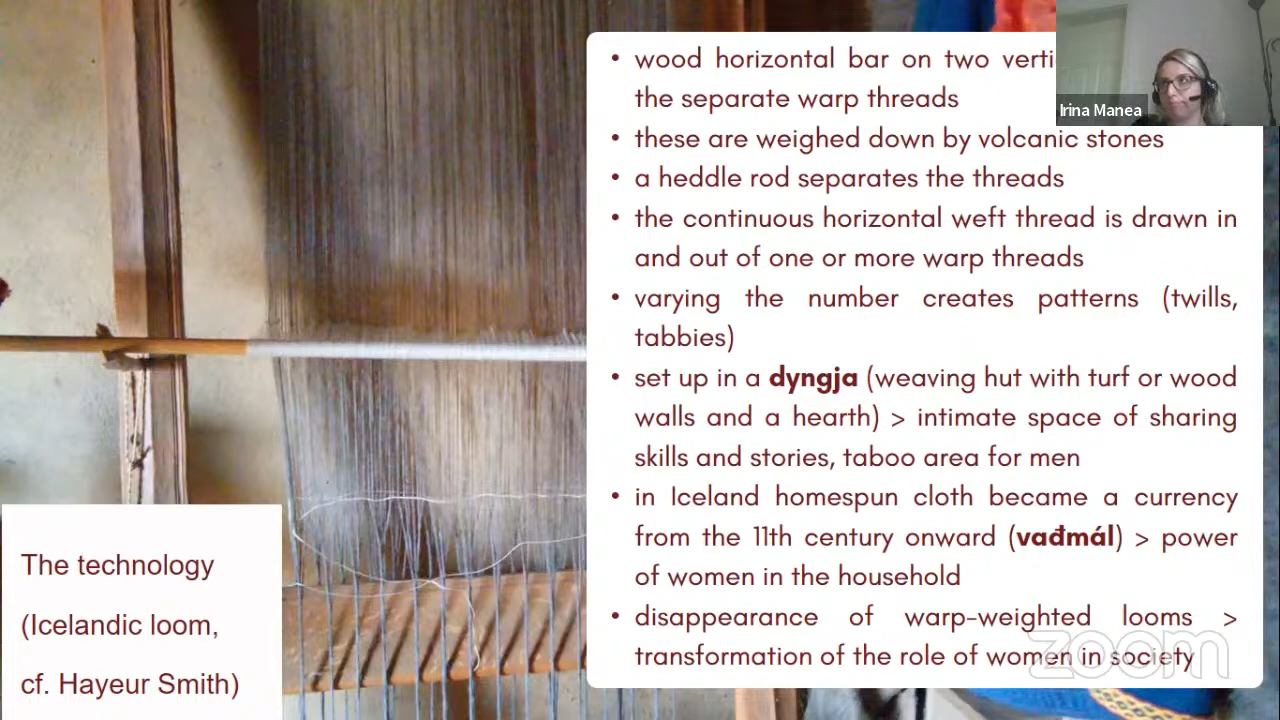 • wood horizontal bar on two
the separate warp threads
• these are weighed down by volcanic stones
• a heddle rod separates the threads
• the continuous horizontal weft thread is drawn in
and out of one or more warp threads
• varying the number creates patterns (twills,
tabbies)
• set up in a dyngja (weaving hut with turf or wood
walls and a hearth) > intimate space of sharing
skills and stories, taboo area for men
• in Iceland homespun cloth became a currency
from the 11th century onward (vađmál) > power
of women in the household
• disappearance of warp-weighted looms >
transformation of the role of women in society
Irina Manea
The technology
(Icelandic loom,
cf. Hayeur Smith)
zoom